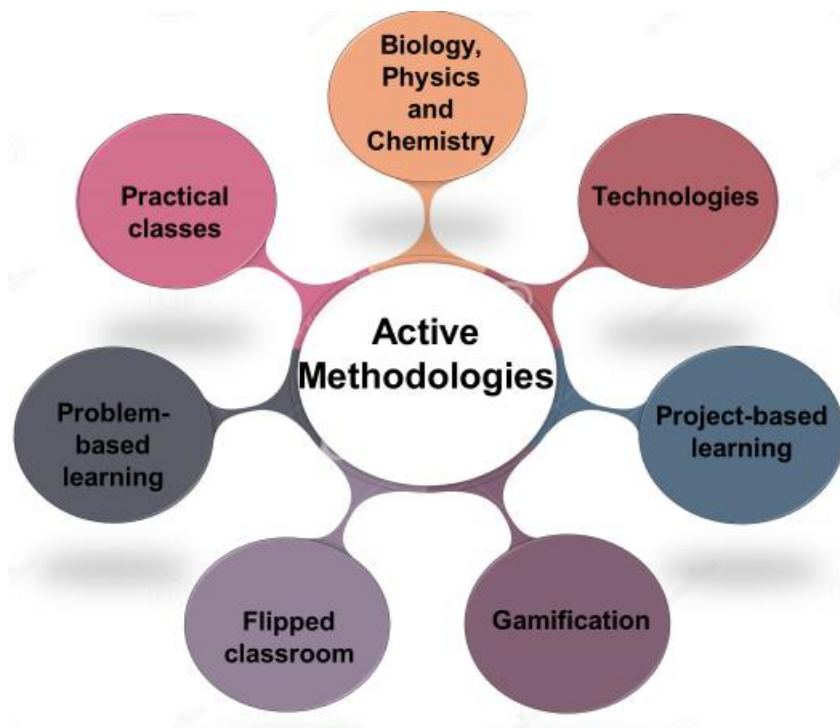 Biology,
Physics
and
Chemistry
Technologies
Practical
classes
Active
Methodologies
Project-based
learning
Problem-
based
learning
Gamification
Flipped
classroom